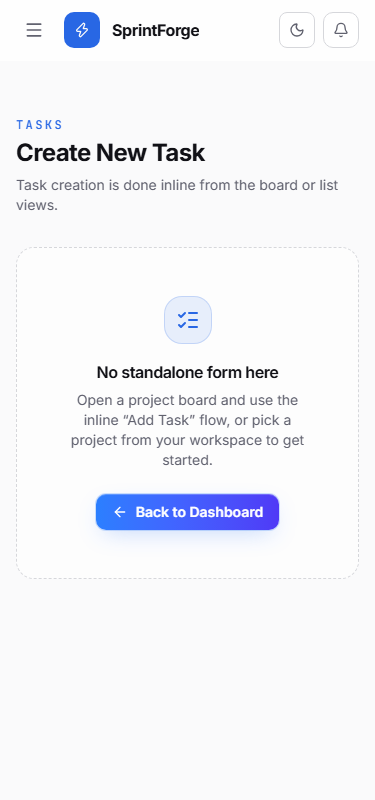 SprintForge
TASKS
Create New Task
Task creation is done inline from the board or list
views.
No standalone form here
Open a project board and use the
inline “Add Task” flow, or pick a
project from your workspace to get
started.
Back to Dashboard